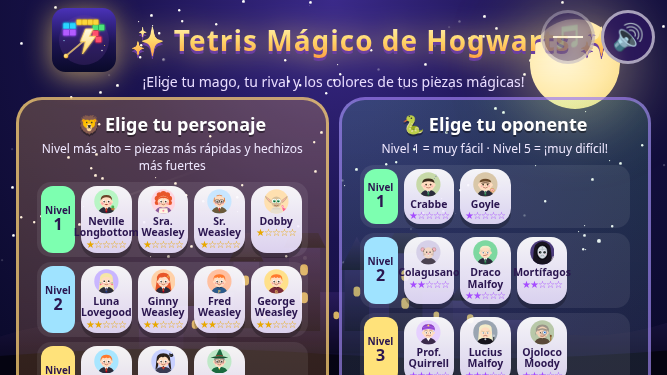 ✨ Tetris Mágico de Hogwarts
¡Elige tu mago, tu rival y los colores de tus piezas mágicas!
🦁 Elige tu personaje
Nivel más alto = piezas más rápidas y hechizos
más fuertes
Nivel
1
Neville
Longbottom
★☆☆☆☆
Sra.
Weasley
★☆☆☆☆
Sr.
Weasley
★☆☆☆☆
Dobby
★☆☆☆☆
Nivel
2
Luna
Lovegood
★★☆☆☆
Ginny
Weasley
★★☆☆☆
Fred
Weasley
★★☆☆☆
George
Weasley
★★☆☆☆
Nivel
🐍 Elige tu oponente
Nivel 1 = muy fácil · Nivel 5 = ¡muy difícil!
Nivel
1
Crabbe
★☆☆☆☆
Goyle
★☆☆☆☆
Nivel
2
Colagusano
★★☆☆☆
Draco
Malfoy
★★☆☆☆
Mortífagos
★★☆☆☆
Nivel
3
Prof.
Quirrell
Lucius
Malfoy
Ojoloco
Moody